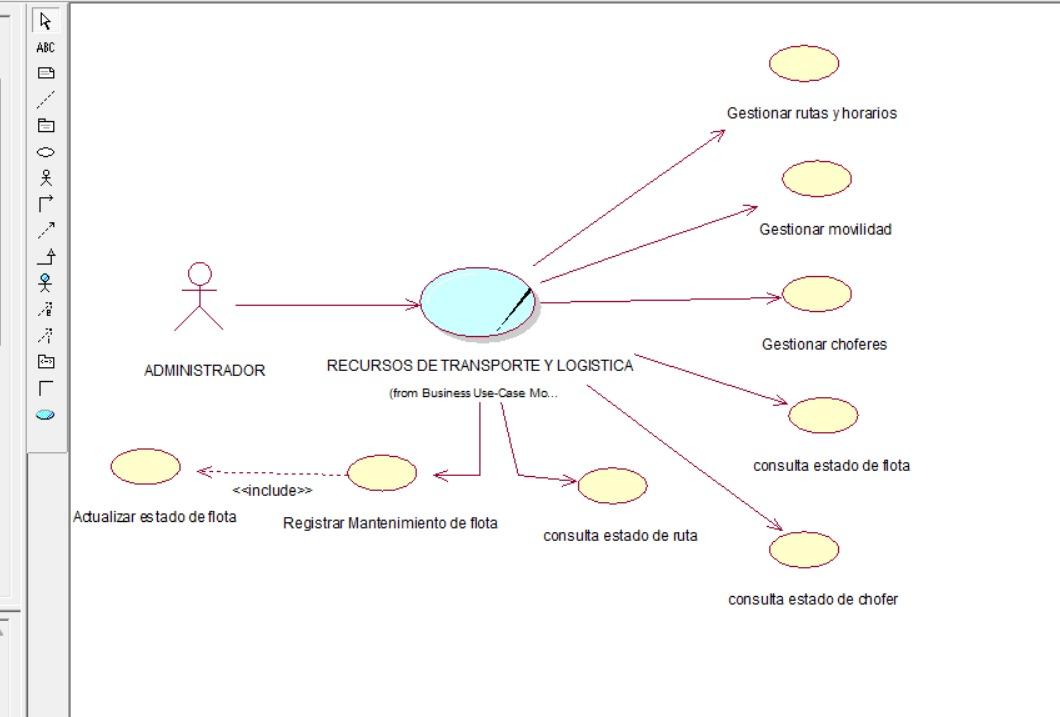 ABC
Gestionar rutas y horarios
Gestionar movilidad
Gestionar choferes
ADMINISTRADOR
RECURSOS DE TRANSPORTE Y LOGISTICA
(from Business Use-Case Mo...
consulta estado de flota
<<include>>
Actualizar estado de flota
Registrar Mantenimiento de flota
consulta estado de ruta
consulta estado de chofer